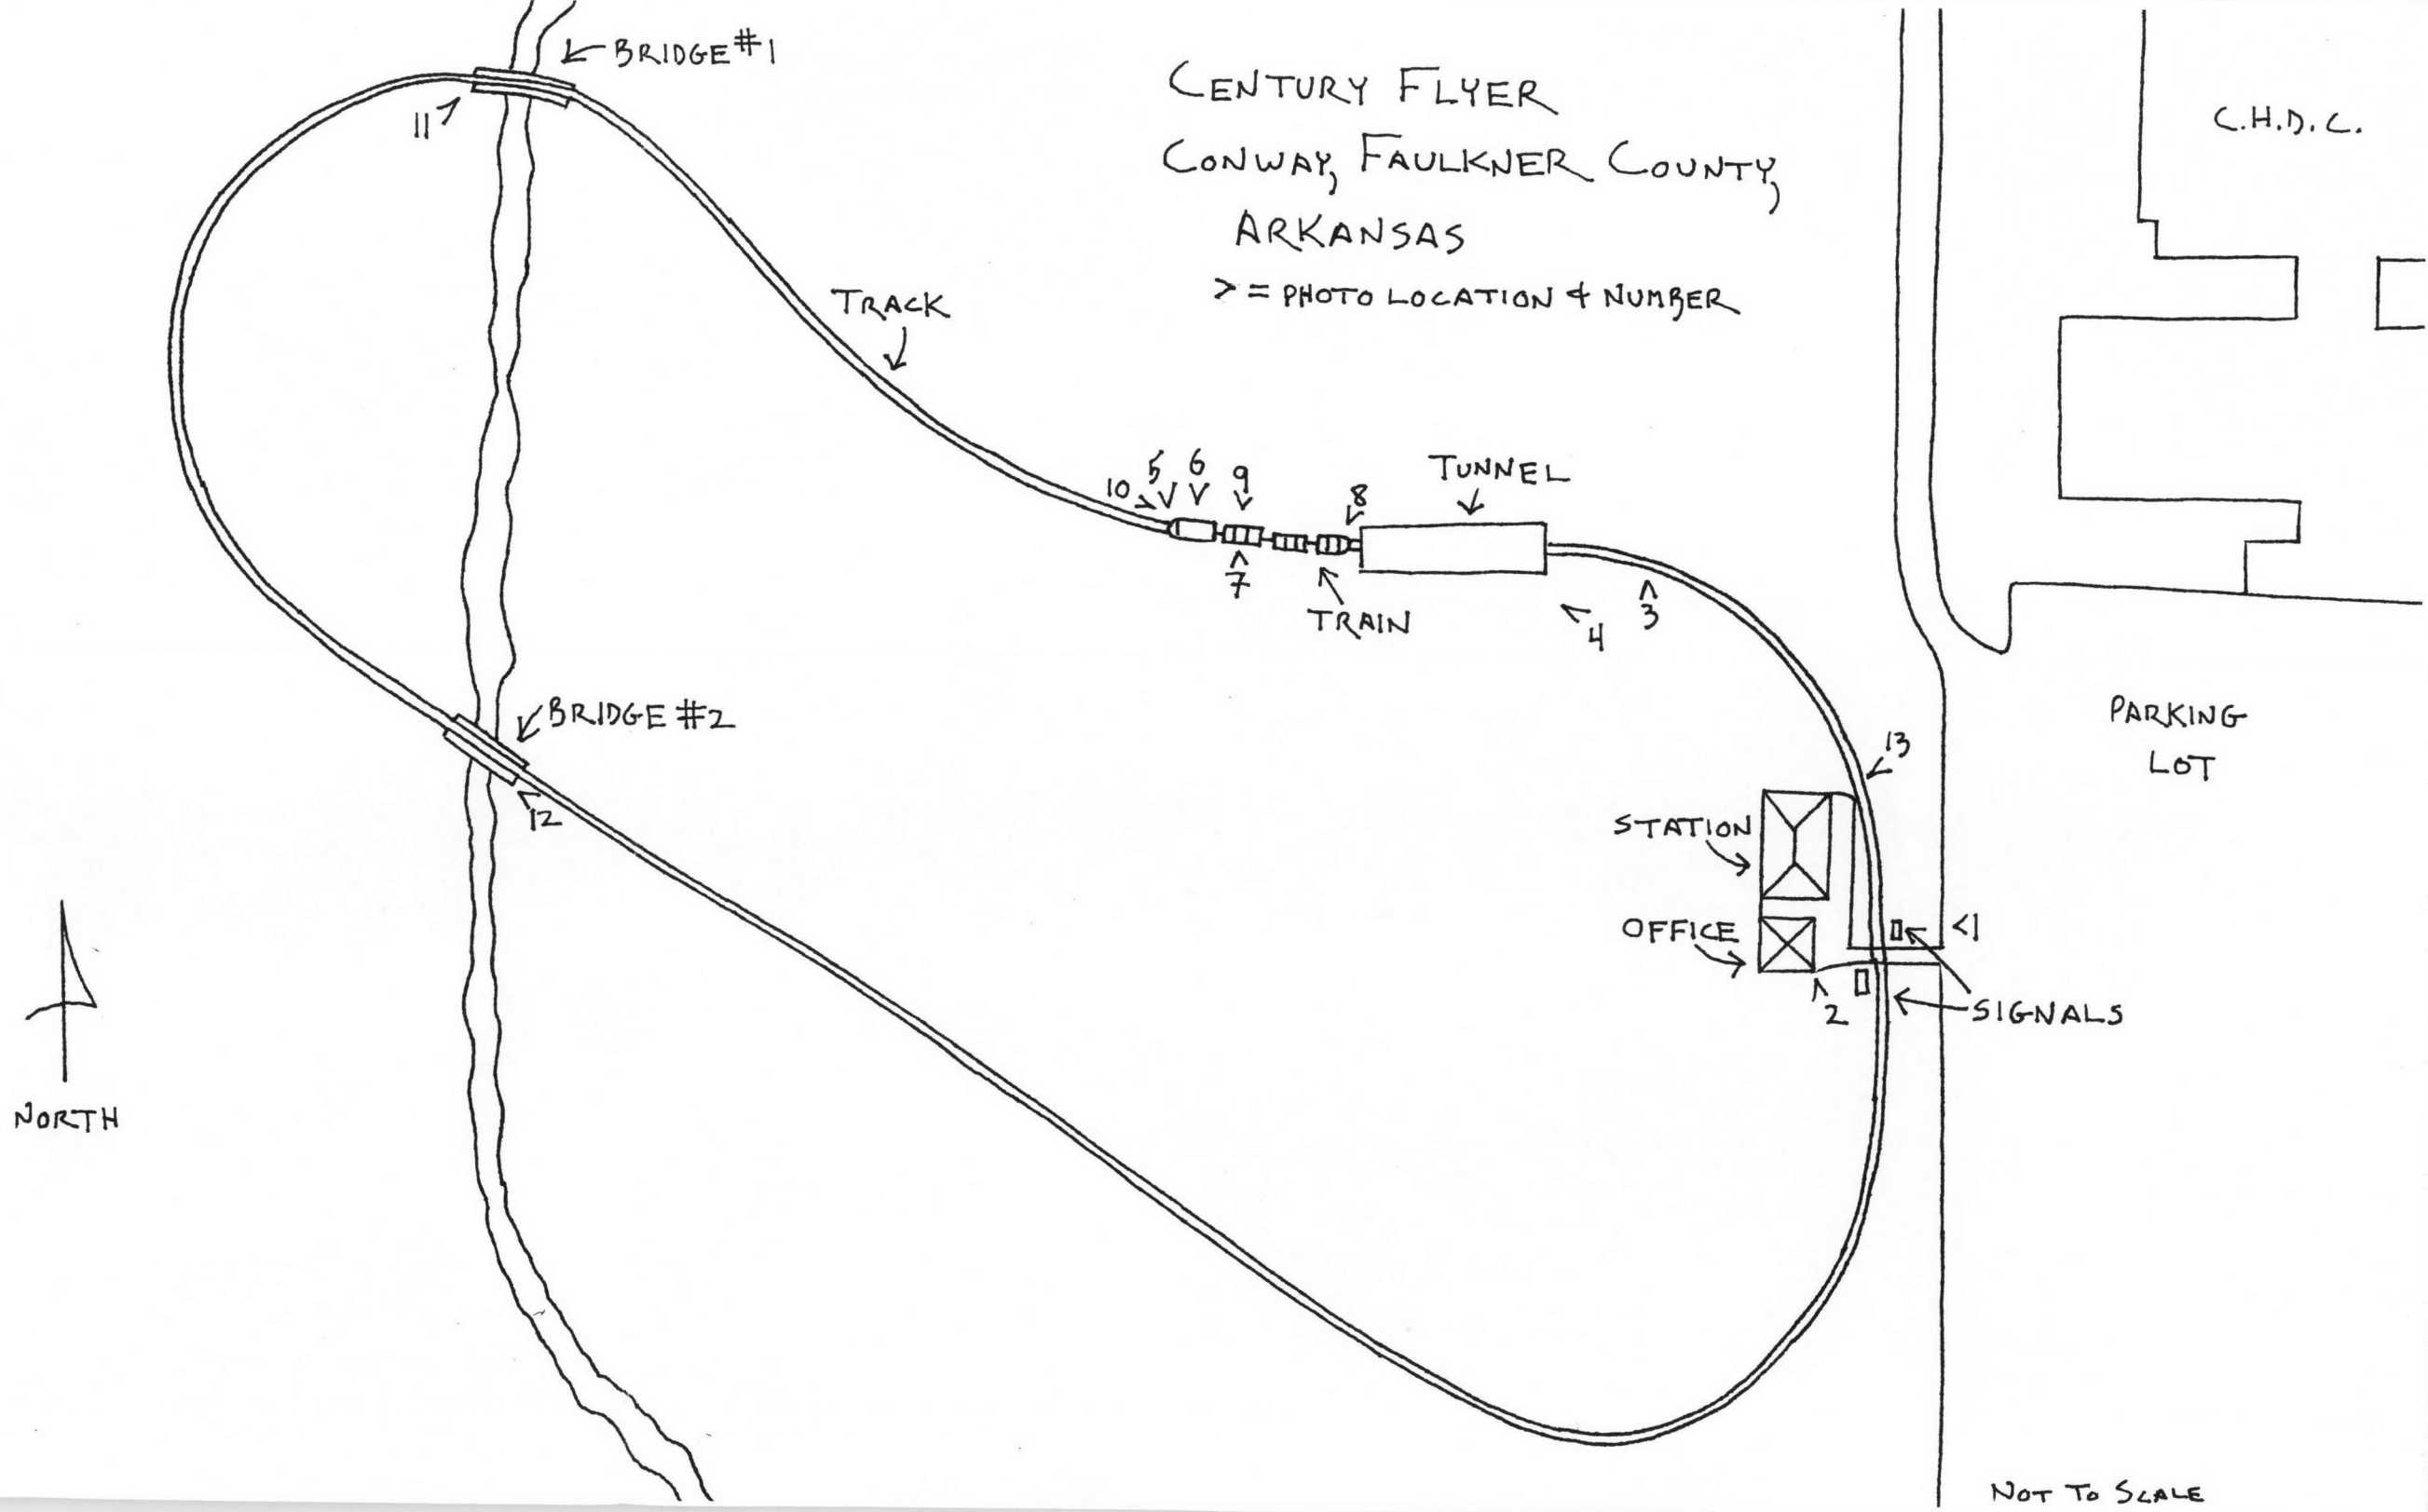 BRIDGE #1
11
CENTURY FLYER
CONWAY, FAULKNER COUNTY,
ARKANSAS
> = PHOTO LOCATION & NUMBER
C.H.D.C.
TRACK
10
5
6
9
8
TUNNEL
7
TRAIN
4
3
BRIDGE #2
12
PARKING
LOT
13
STATION
OFFICE
1
2
SIGNALS
NORTH
NOT TO SCALE